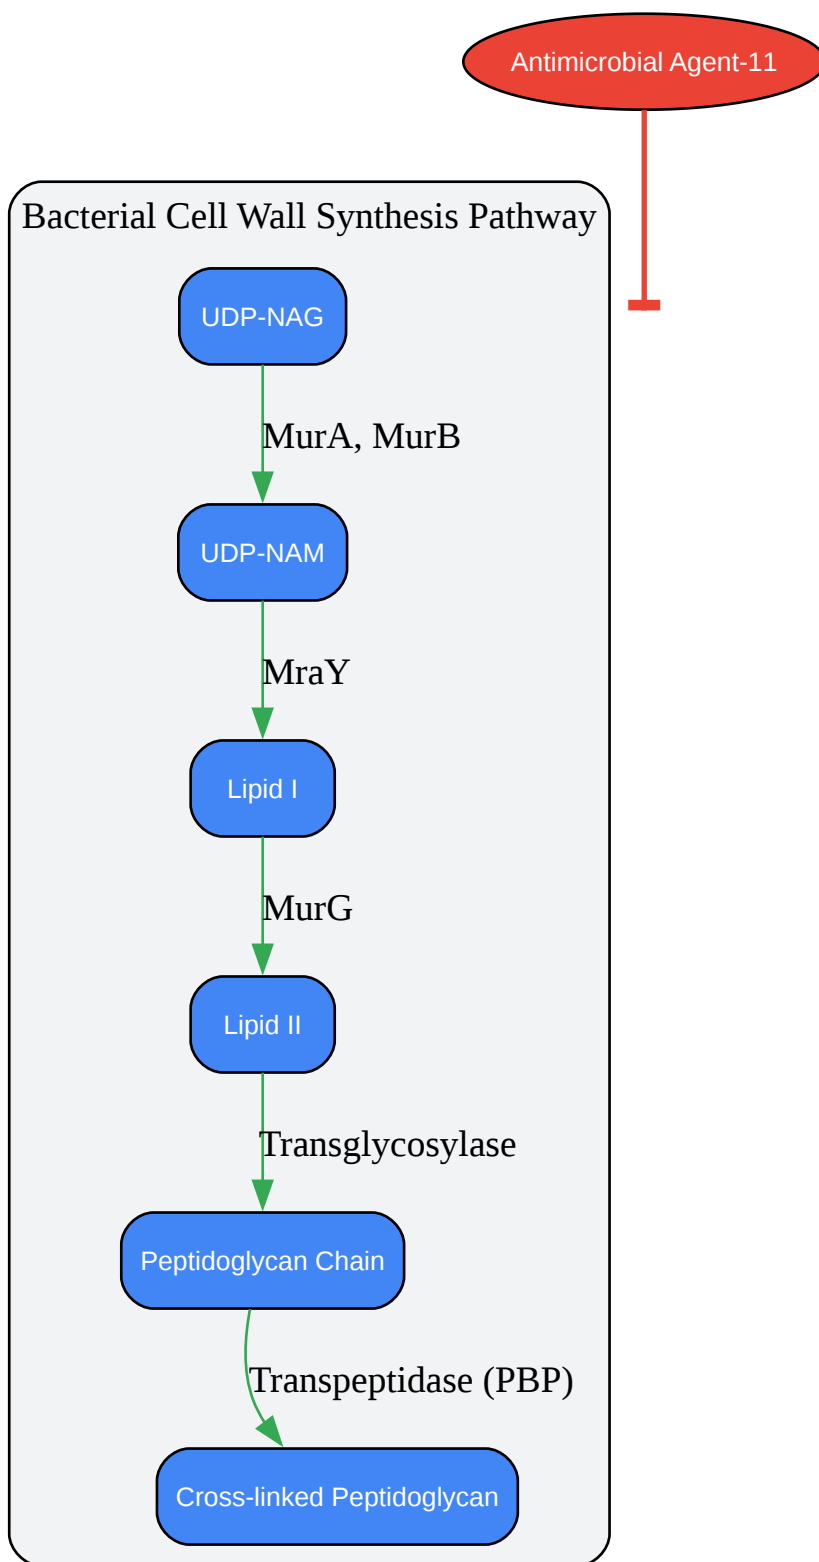 Antimicrobial Agent-11
Bacterial Cell Wall Synthesis Pathway
UDP-NAG
MurA, MurB
UDP-NAM
MraY
Lipid I
MurG
Lipid II
Transglycosylase
Peptidoglycan Chain
Transpeptidase (PBP)
Cross-linked Peptidoglycan